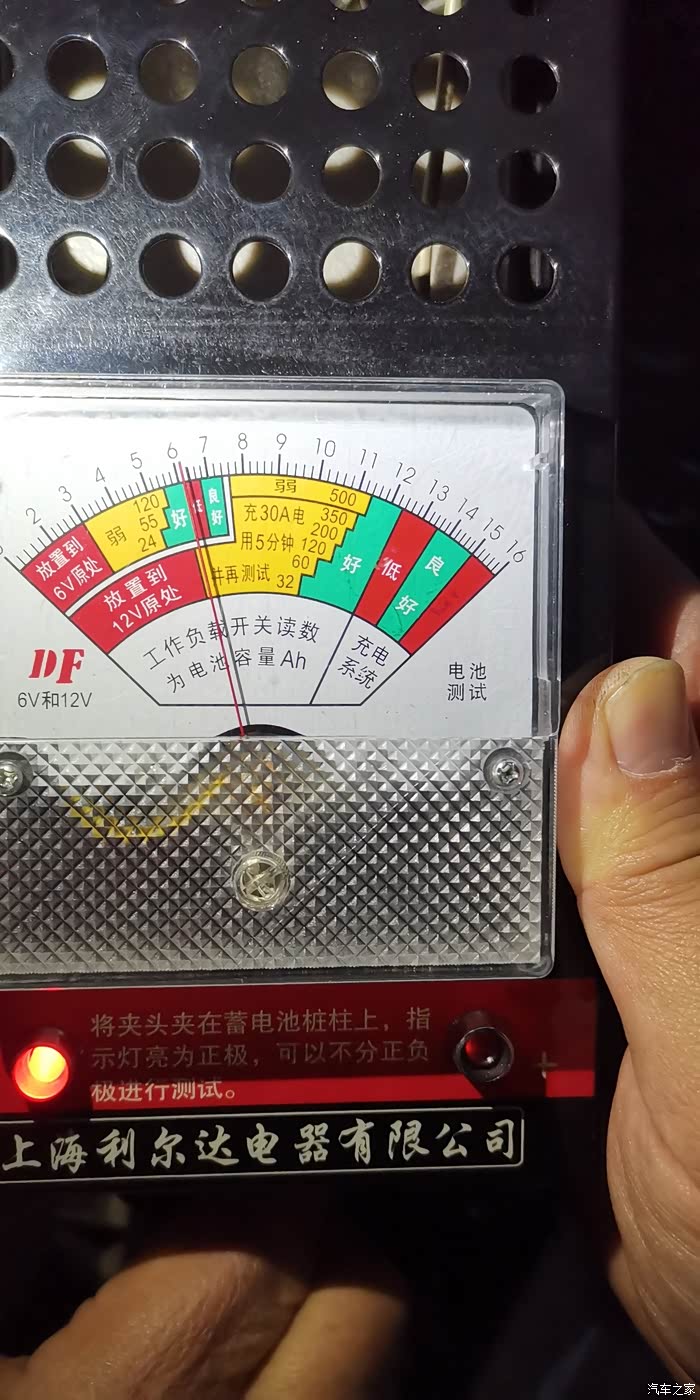 2 3 4 5 6 7 8 9 10 11 12 13 14 15 16
放置到
6V原处
弱
120
55
24
好
良
好
放置到
12V原处
弱
500
充30A电
350
200
用5分钟
120
60
并再测试
32
好
低
良
好
工作负载开关读数
为电池容量Ah
充电
系统
电池
测试
DF
6V和12V
将夹头夹在蓄电池桩柱上，指
示灯亮为正极，可以不分正负
极进行测试。
+
上海利尔达电器有限公司
汽车之家